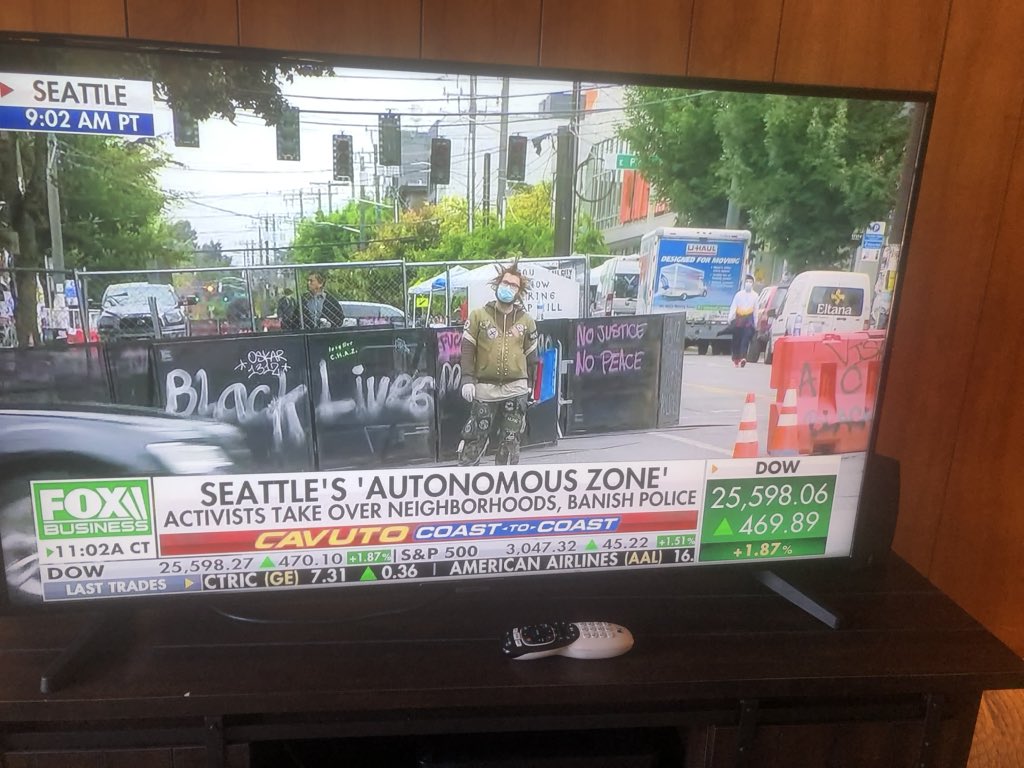 SEATTLE
9:02 AM PT
E P
U-HAUL
DESIGNED FOR MOVING
Eltana
OSKAR
1312
C.H.A.Z.
Black Lives
NO JUSTICE
NO PEACE
SEATTLE'S 'AUTONOMOUS ZONE'
ACTIVISTS TAKE OVER NEIGHBORHOODS, BANISH POLICE
CAVUTO COAST-TO-COAST
FOX
BUSINESS
11:02A CT
DOW
25,598.06
▲ 469.89
+1.87%
DOW 25,598.27 ▲ 470.10 +1.87% S&P 500 3,047.32 ▲ 45.22 +1.51%
LAST TRADES CTRIC (GE) 7.31 ▲ 0.36 | AMERICAN AIRLINES (AAL) 16.